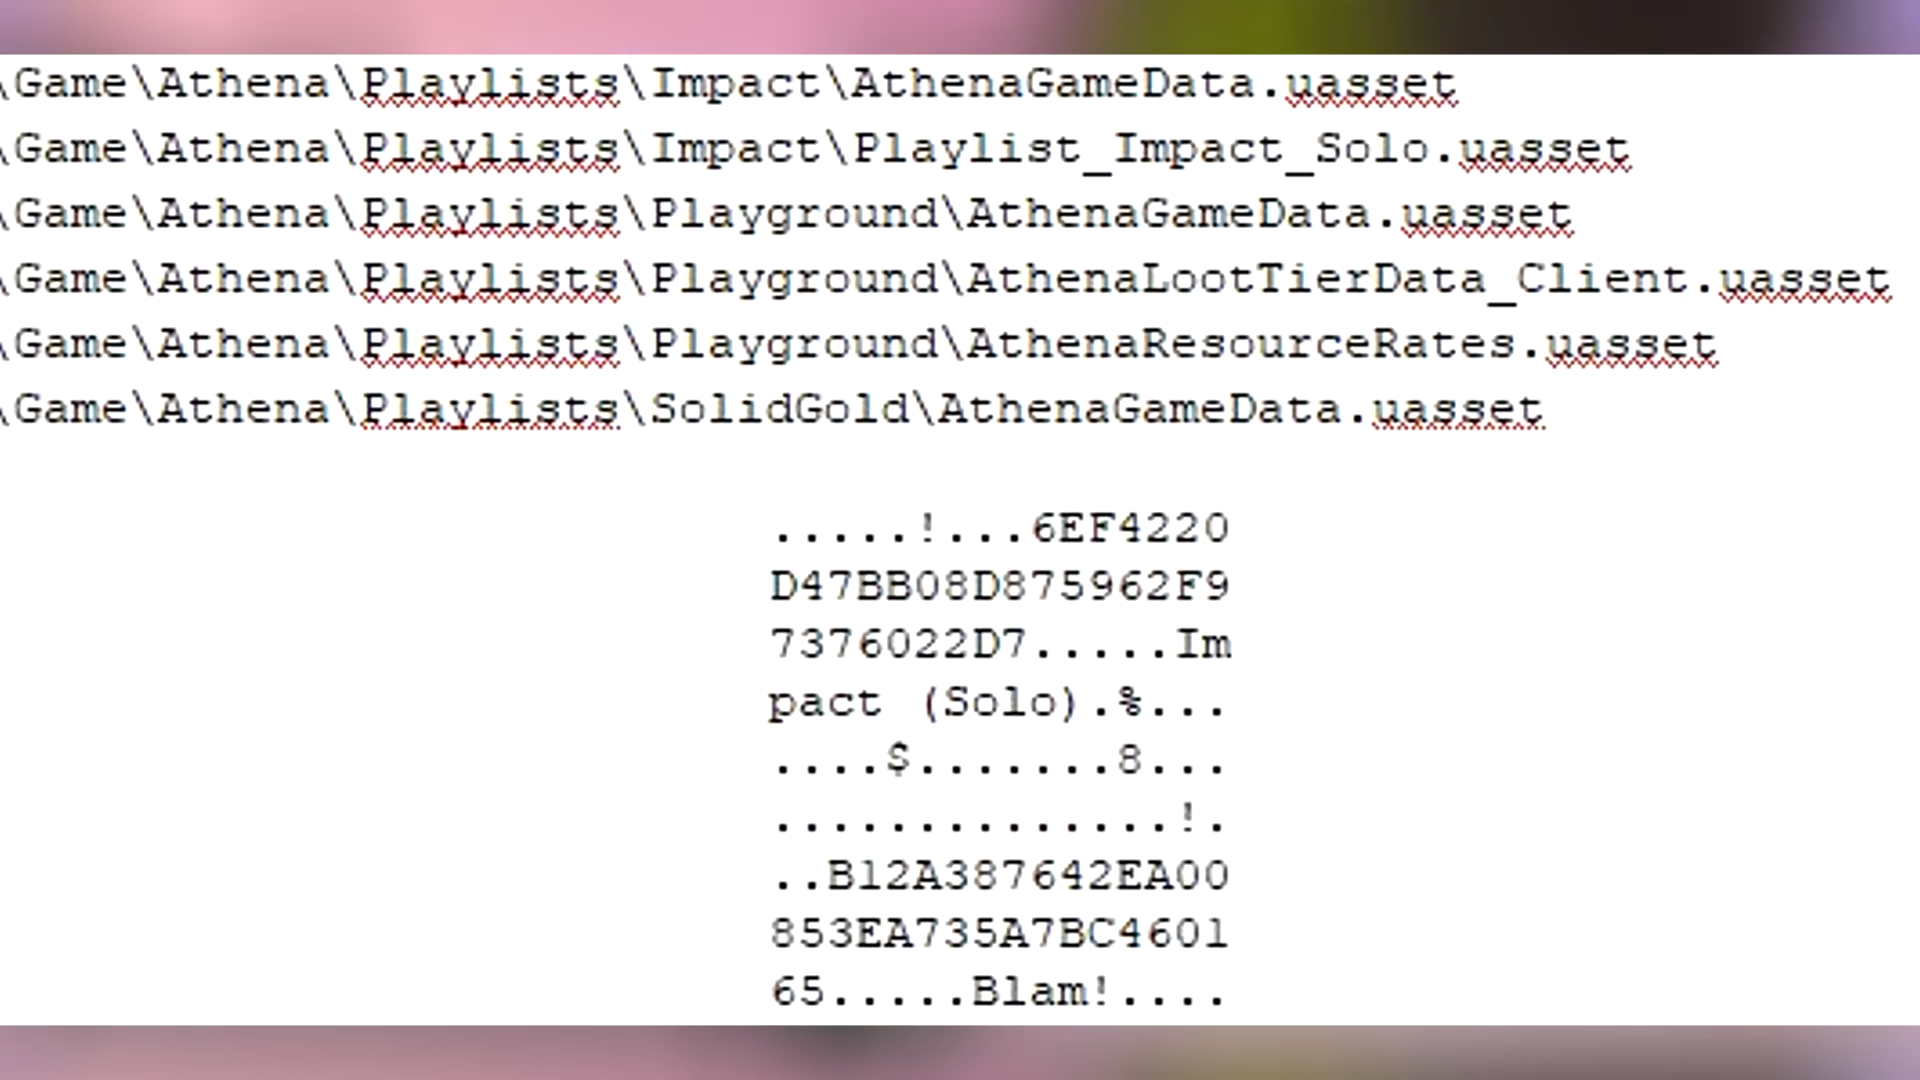 \Game\Athena\Playlists\Impact\AthenaGameData.uasset
\Game\Athena\Playlists\Impact\Playlist_Impact_Solo.uasset
\Game\Athena\Playlists\Playground\AthenaGameData.uasset
\Game\Athena\Playlists\Playground\AthenaLootTierData_Client.uasset
\Game\Athena\Playlists\Playground\AthenaResourceRates.uasset
\Game\Athena\Playlists\SolidGold\AthenaGameData.uasset
.....!...6EF4220
D47BB08D875962F9
7376022D7.....Im
pact (Solo).%...
....$.......8...
..............!.
..B12A387642EA00
853EA735A7BC4601
65.....Blam!....